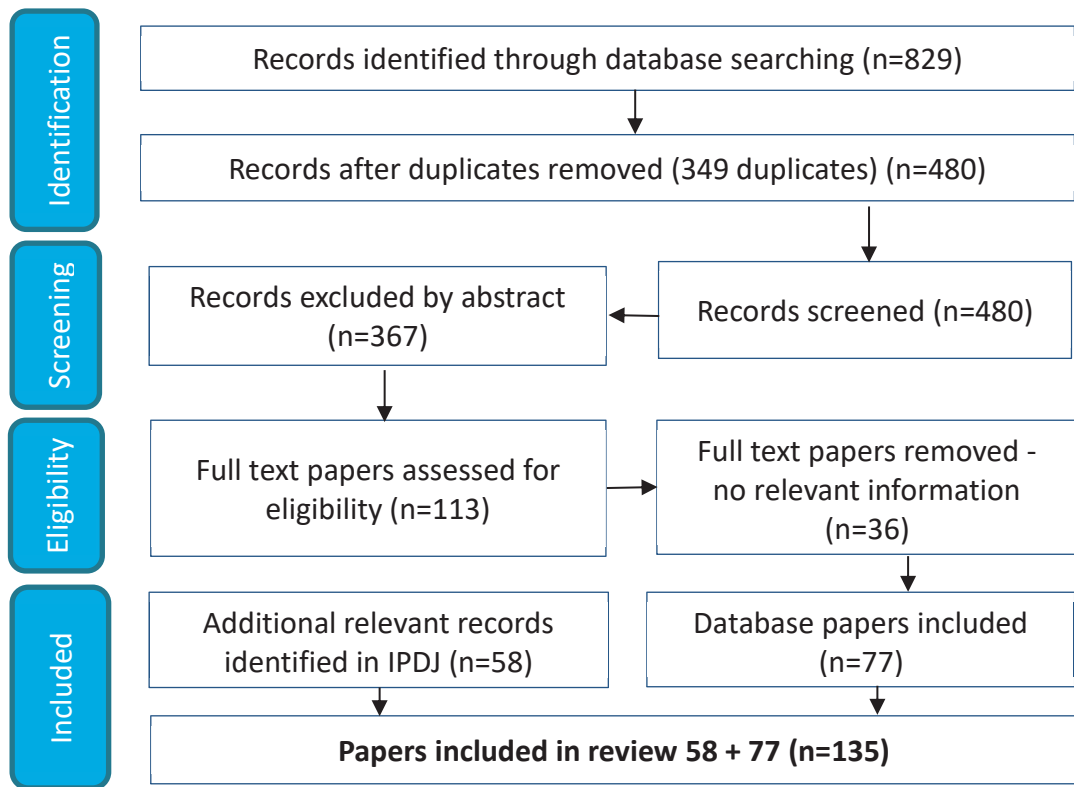 Identification
Records identified through database searching (n=829)
Records after duplicates removed (349 duplicates) (n=480)
Screening
Records excluded by abstract
(n=367)
Records screened (n=480)
Eligibility
Full text papers assessed for
eligibility (n=113)
Full text papers removed -
no relevant information
(n=36)
Included
Additional relevant records
identified in IPDJ (n=58)
Database papers included
(n=77)
Papers included in review 58 + 77 (n=135)